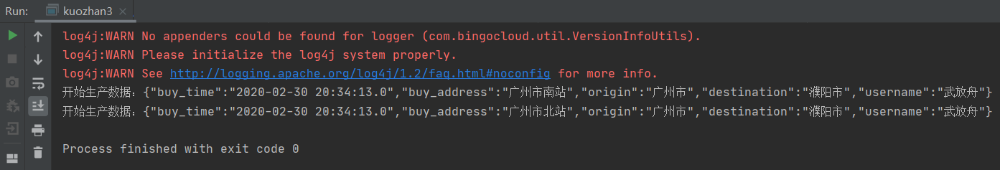 Run: kuozhan3
log4j:WARN No appenders could be found for logger (com.bingocloud.util.VersionInfoUtils).
log4j:WARN Please initialize the log4j system properly.
log4j:WARN See http://logging.apache.org/log4j/1.2/faq.html#noconfig for more info.
开始生产数据：{"buy_time":"2020-02-30 20:34:13.0","buy_address":"广州市南站","origin":"广州市","destination":"濮阳市","username":"武放舟"}
开始生产数据：{"buy_time":"2020-02-30 20:34:13.0","buy_address":"广州市北站","origin":"广州市","destination":"濮阳市","username":"武放舟"}
Process finished with exit code 0